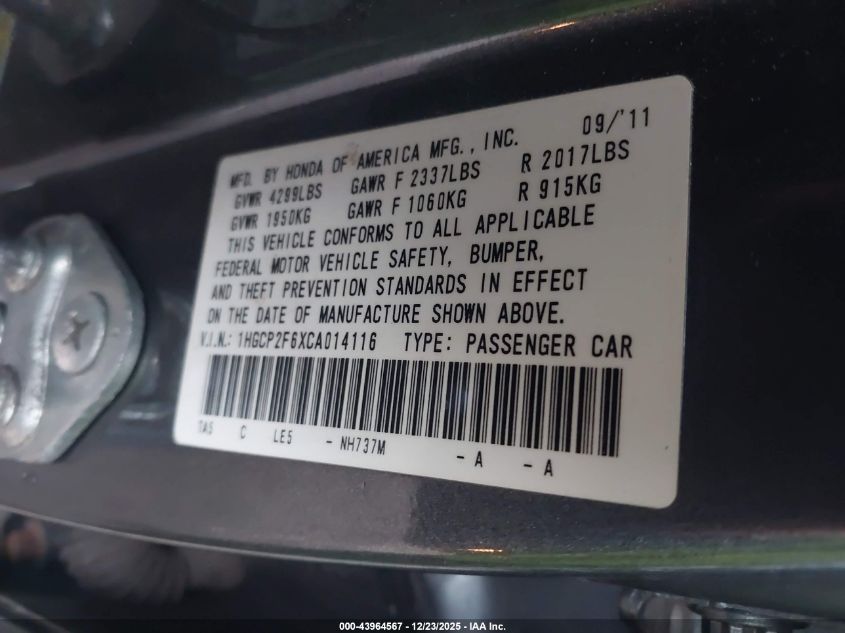 09/'11
MFD. BY HONDA OF AMERICA MFG., INC.
GVWR 4299LBS GAWR F 2337LBS R 2017LBS
GVWR 1950KG GAWR F 1060KG R 915KG
THIS VEHICLE CONFORMS TO ALL APPLICABLE
FEDERAL MOTOR VEHICLE SAFETY, BUMPER,
AND THEFT PREVENTION STANDARDS IN EFFECT
ON THE DATE OF MANUFACTURE SHOWN ABOVE.
V.I.N.: 1HGCP2F6XCA014116 TYPE: PASSENGER CAR
TA5 C LE5 - NH737M - A - A
000-43964567 - 12/23/2025 - IAA Inc.